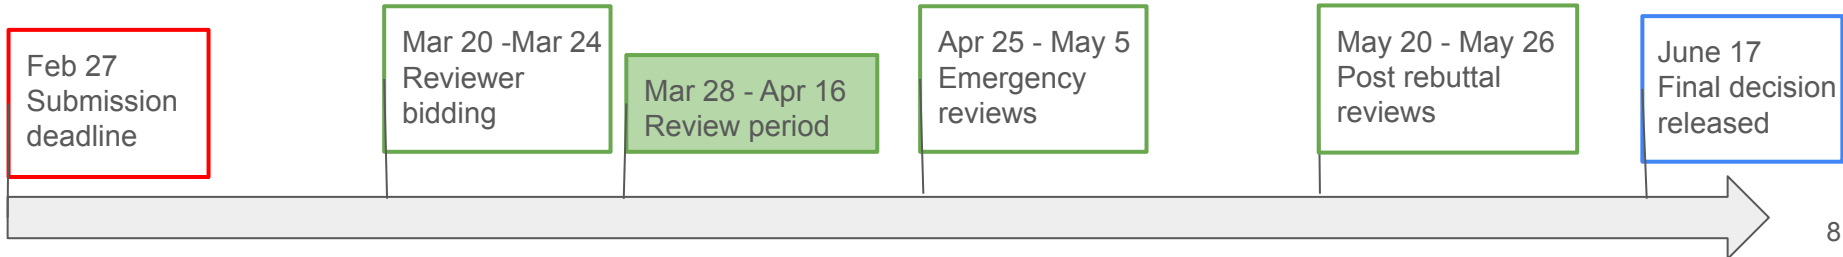 Feb 27
Submission
deadline
Mar 20 -Mar 24
Reviewer
bidding
Mar 28 - Apr 16
Review period
Apr 25 - May 5
Emergency
reviews
May 20 - May 26
Post rebuttal
reviews
June 17
Final decision
released
8